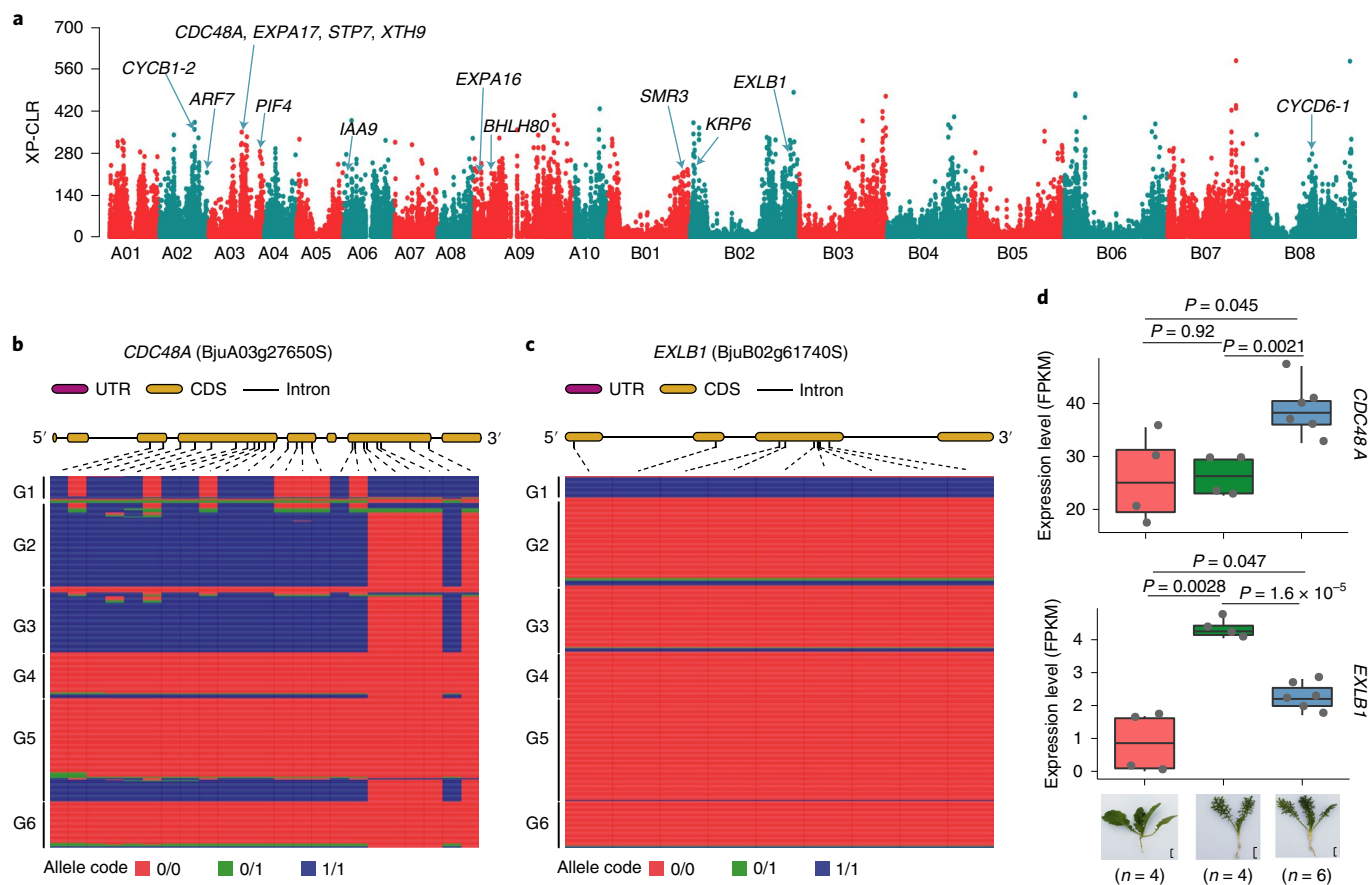 a
700
560
420
280
140
0
XP-CLR
CDC48A, EXPA17, STP7, XTH9
CYCB1-2
ARF7
PIF4
IAA9
EXPA16
BHLH80
SMR3
KRP6
EXLB1
CYCD6-1
A01 A02 A03 A04 A05 A06 A07 A08 A09 A10 B01 B02 B03 B04 B05 B06 B07 B08
b
CDC48A (BjuA03g27650S)
UTR CDS Intron
5′ 3′
G1
G2
G3
G4
G5
G6
Allele code 0/0 0/1 1/1
c
EXLB1 (BjuB02g61740S)
UTR CDS Intron
5′ 3′
G1
G2
G3
G4
G5
G6
0/0 0/1 1/1
Allele code
d
P = 0.045
P = 0.92
P = 0.0021
Expression level (FPKM)
40
30
20
CDC48A
P = 0.047
P = 0.0028
P = 1.6 × 10⁻⁵
Expression level (FPKM)
4
3
2
1
0
EXLB1
(n = 4) (n = 4) (n = 6)